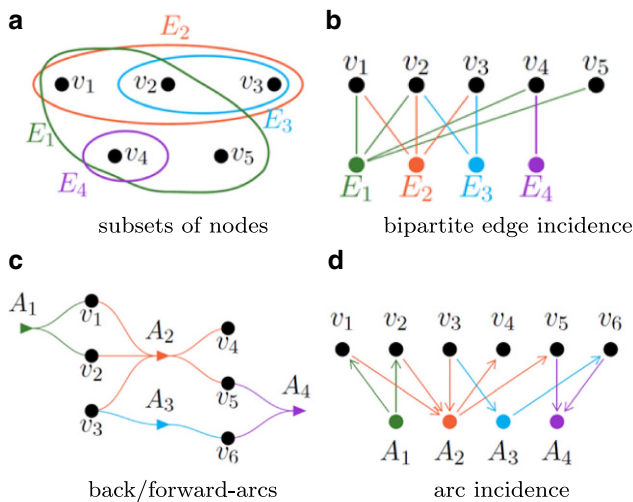 a
E₂
v₁ v₂ v₃
E₁ E₃
v₄ v₅
E₄
subsets of nodes
b
v₁ v₂ v₃ v₄ v₅
E₁ E₂ E₃ E₄
bipartite edge incidence
c
A₁ v₁ A₂ v₄
v₂ v₅ A₄
v₃ A₃ v₆
back/forward-arcs
d
v₁ v₂ v₃ v₄ v₅ v₆
A₁ A₂ A₃ A₄
arc incidence